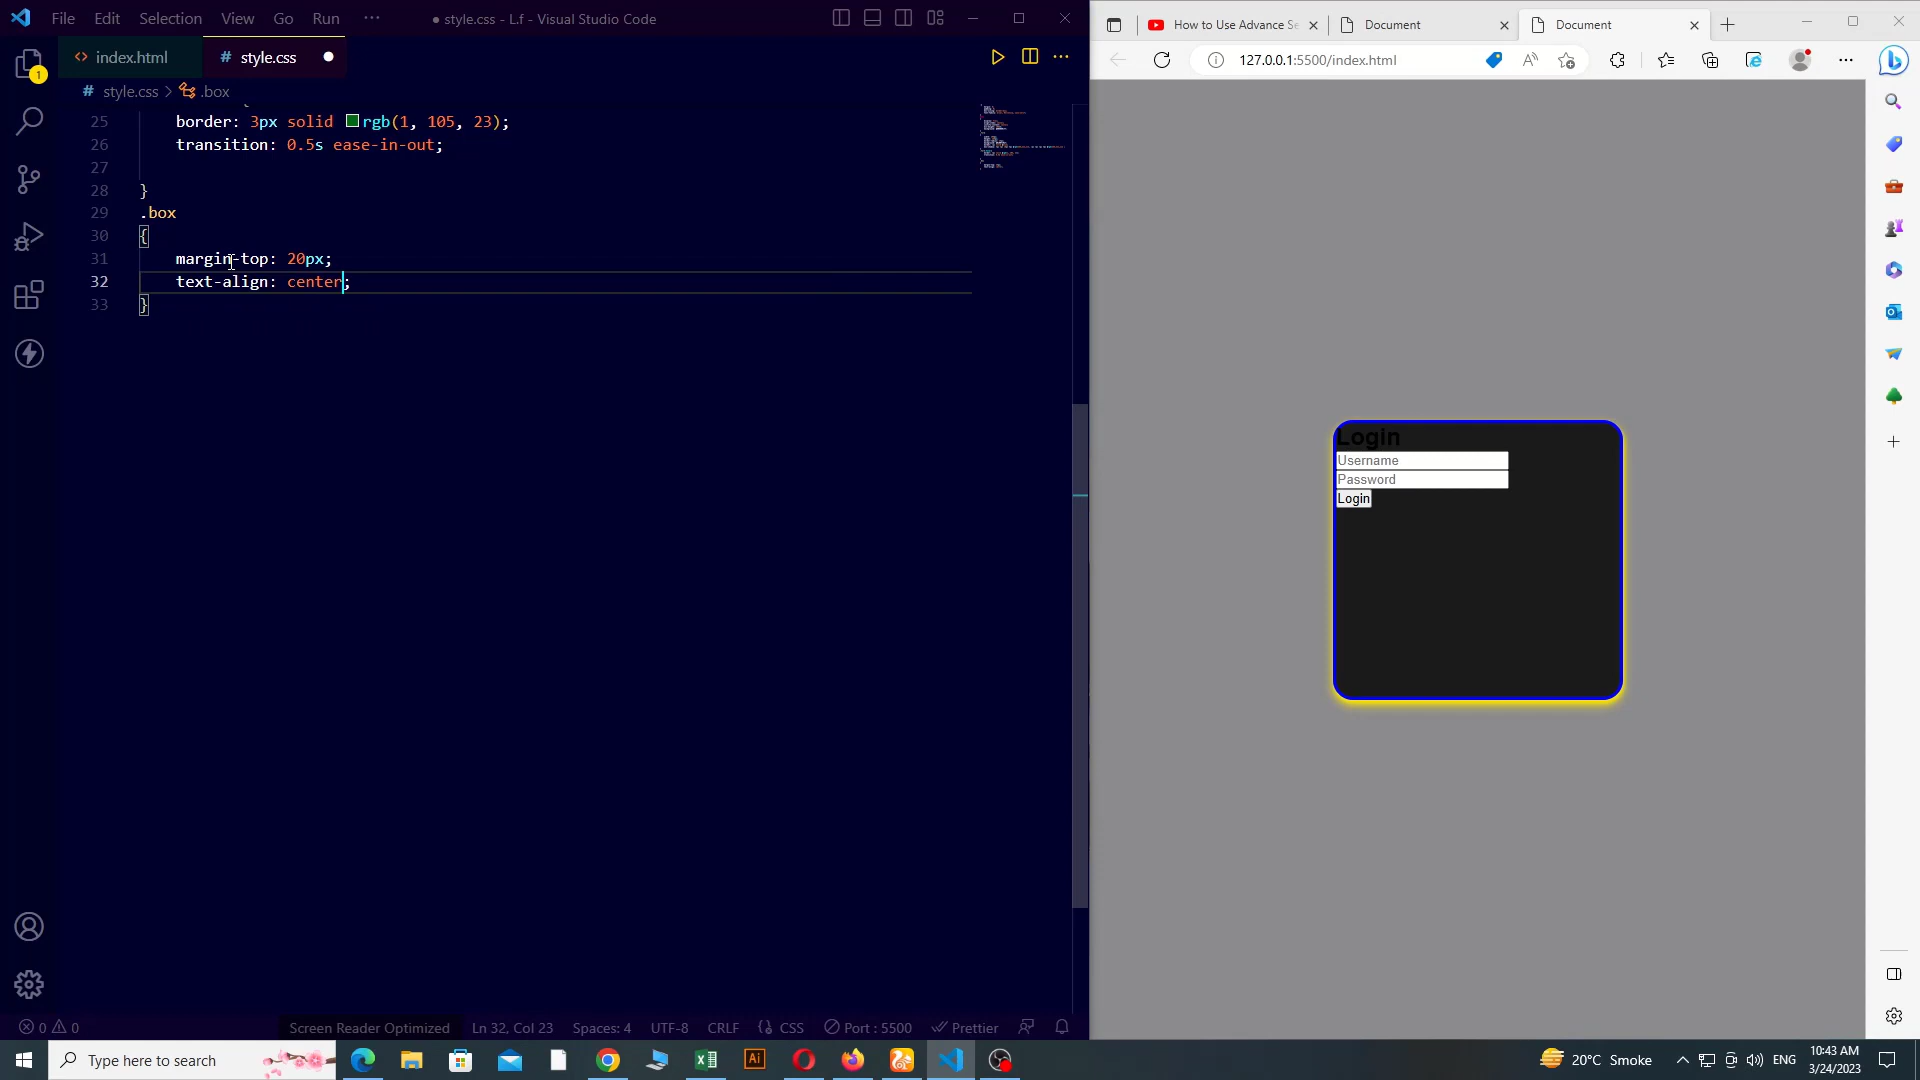 File Edit Selection View Go Run ··· ● style.css - L.f - Visual Studio Code
index.html # style.css
# style.css > .box
25 border: 3px solid rgb(1, 105, 23);
26 transition: 0.5s ease-in-out;
27
28 }
29 .box
30 {
31 margin-top: 20px;
32 text-align: center;
33 }
1
0 0 Screen Reader Optimized Ln 32, Col 23 Spaces: 4 UTF-8 CRLF {} CSS Port : 5500 Prettier
How to Use Advance Se Document Document
127.0.0.1:5500/index.html
Login
Username
Password
Login
Type here to search
Ai
20°C Smoke ENG 10:43 AM
3/24/2023